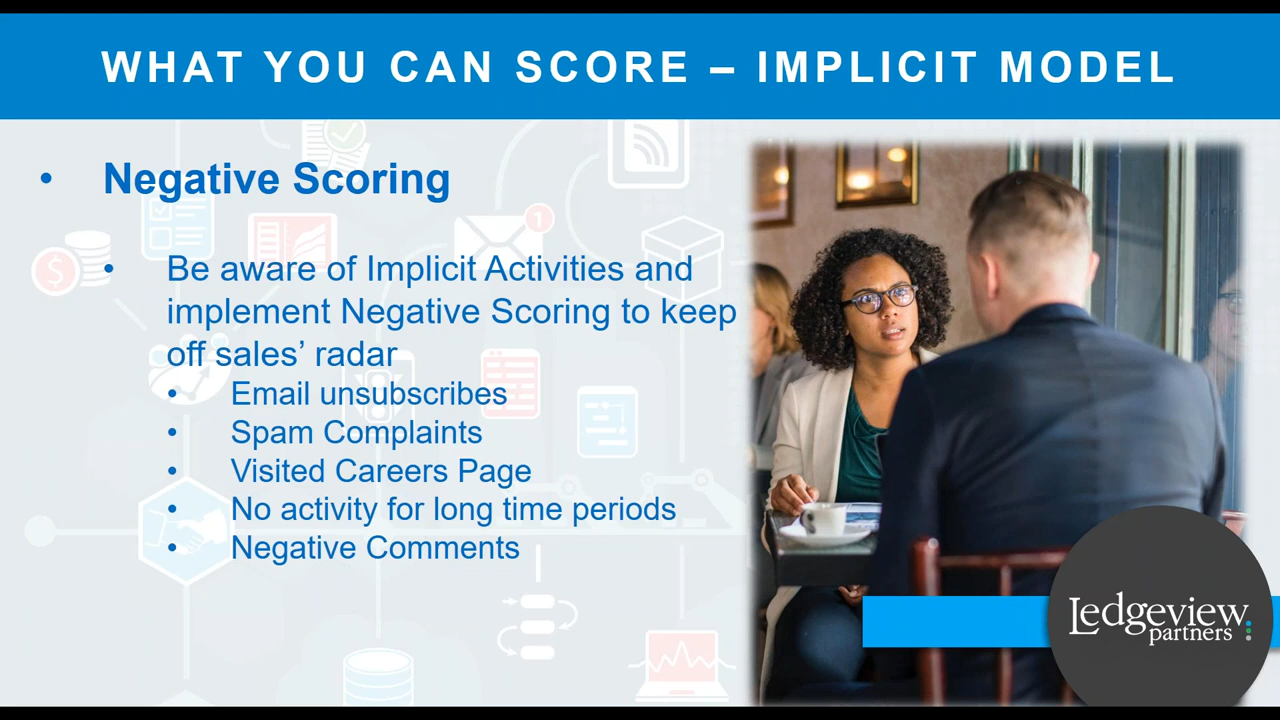 WHAT YOU CAN SCORE – IMPLICIT MODEL
• Negative Scoring
• Be aware of Implicit Activities and
implement Negative Scoring to keep
off sales’ radar
• Email unsubscribes
• Spam Complaints
• Visited Careers Page
• No activity for long time periods
• Negative Comments
1
$
Ledgeview
partners